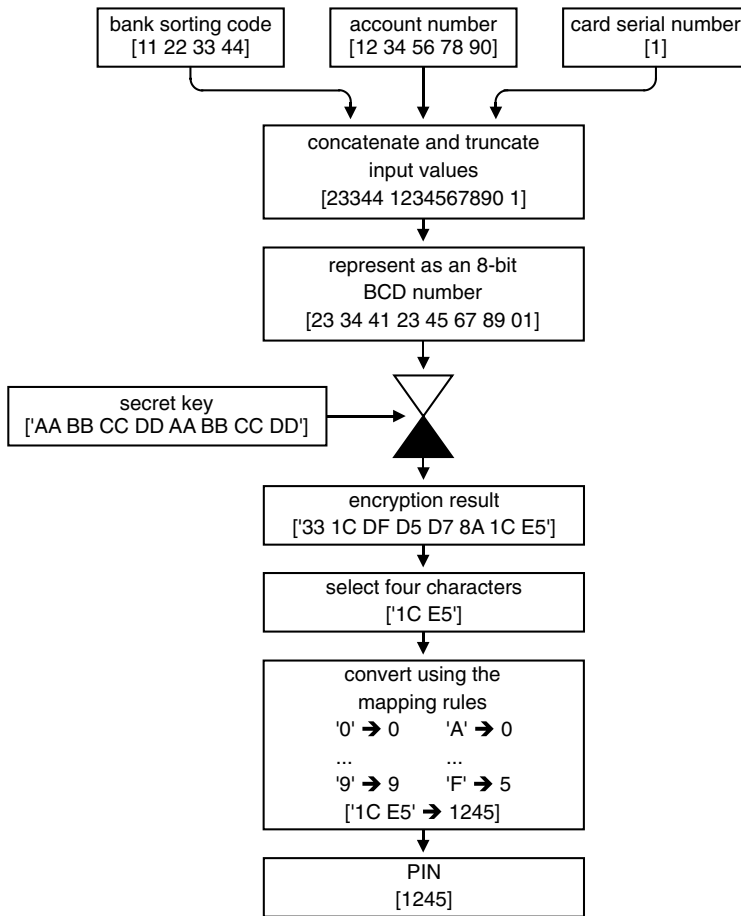 bank sorting code
[11 22 33 44]
account number
[12 34 56 78 90]
card serial number
[1]
concatenate and truncate
input values
[23344 1234567890 1]
represent as an 8-bit
BCD number
[23 34 41 23 45 67 89 01]
secret key
['AA BB CC DD AA BB CC DD']
encryption result
['33 1C DF D5 D7 8A 1C E5']
select four characters
['1C E5']
convert using the
mapping rules
'0' ➔ 0 'A' ➔ 0
... ...
'9' ➔ 9 'F' ➔ 5
['1C E5' ➔ 1245]
PIN
[1245]